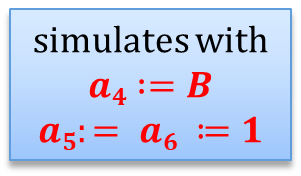 simulates with
a₄ := B
a₅:= a₆ := 1